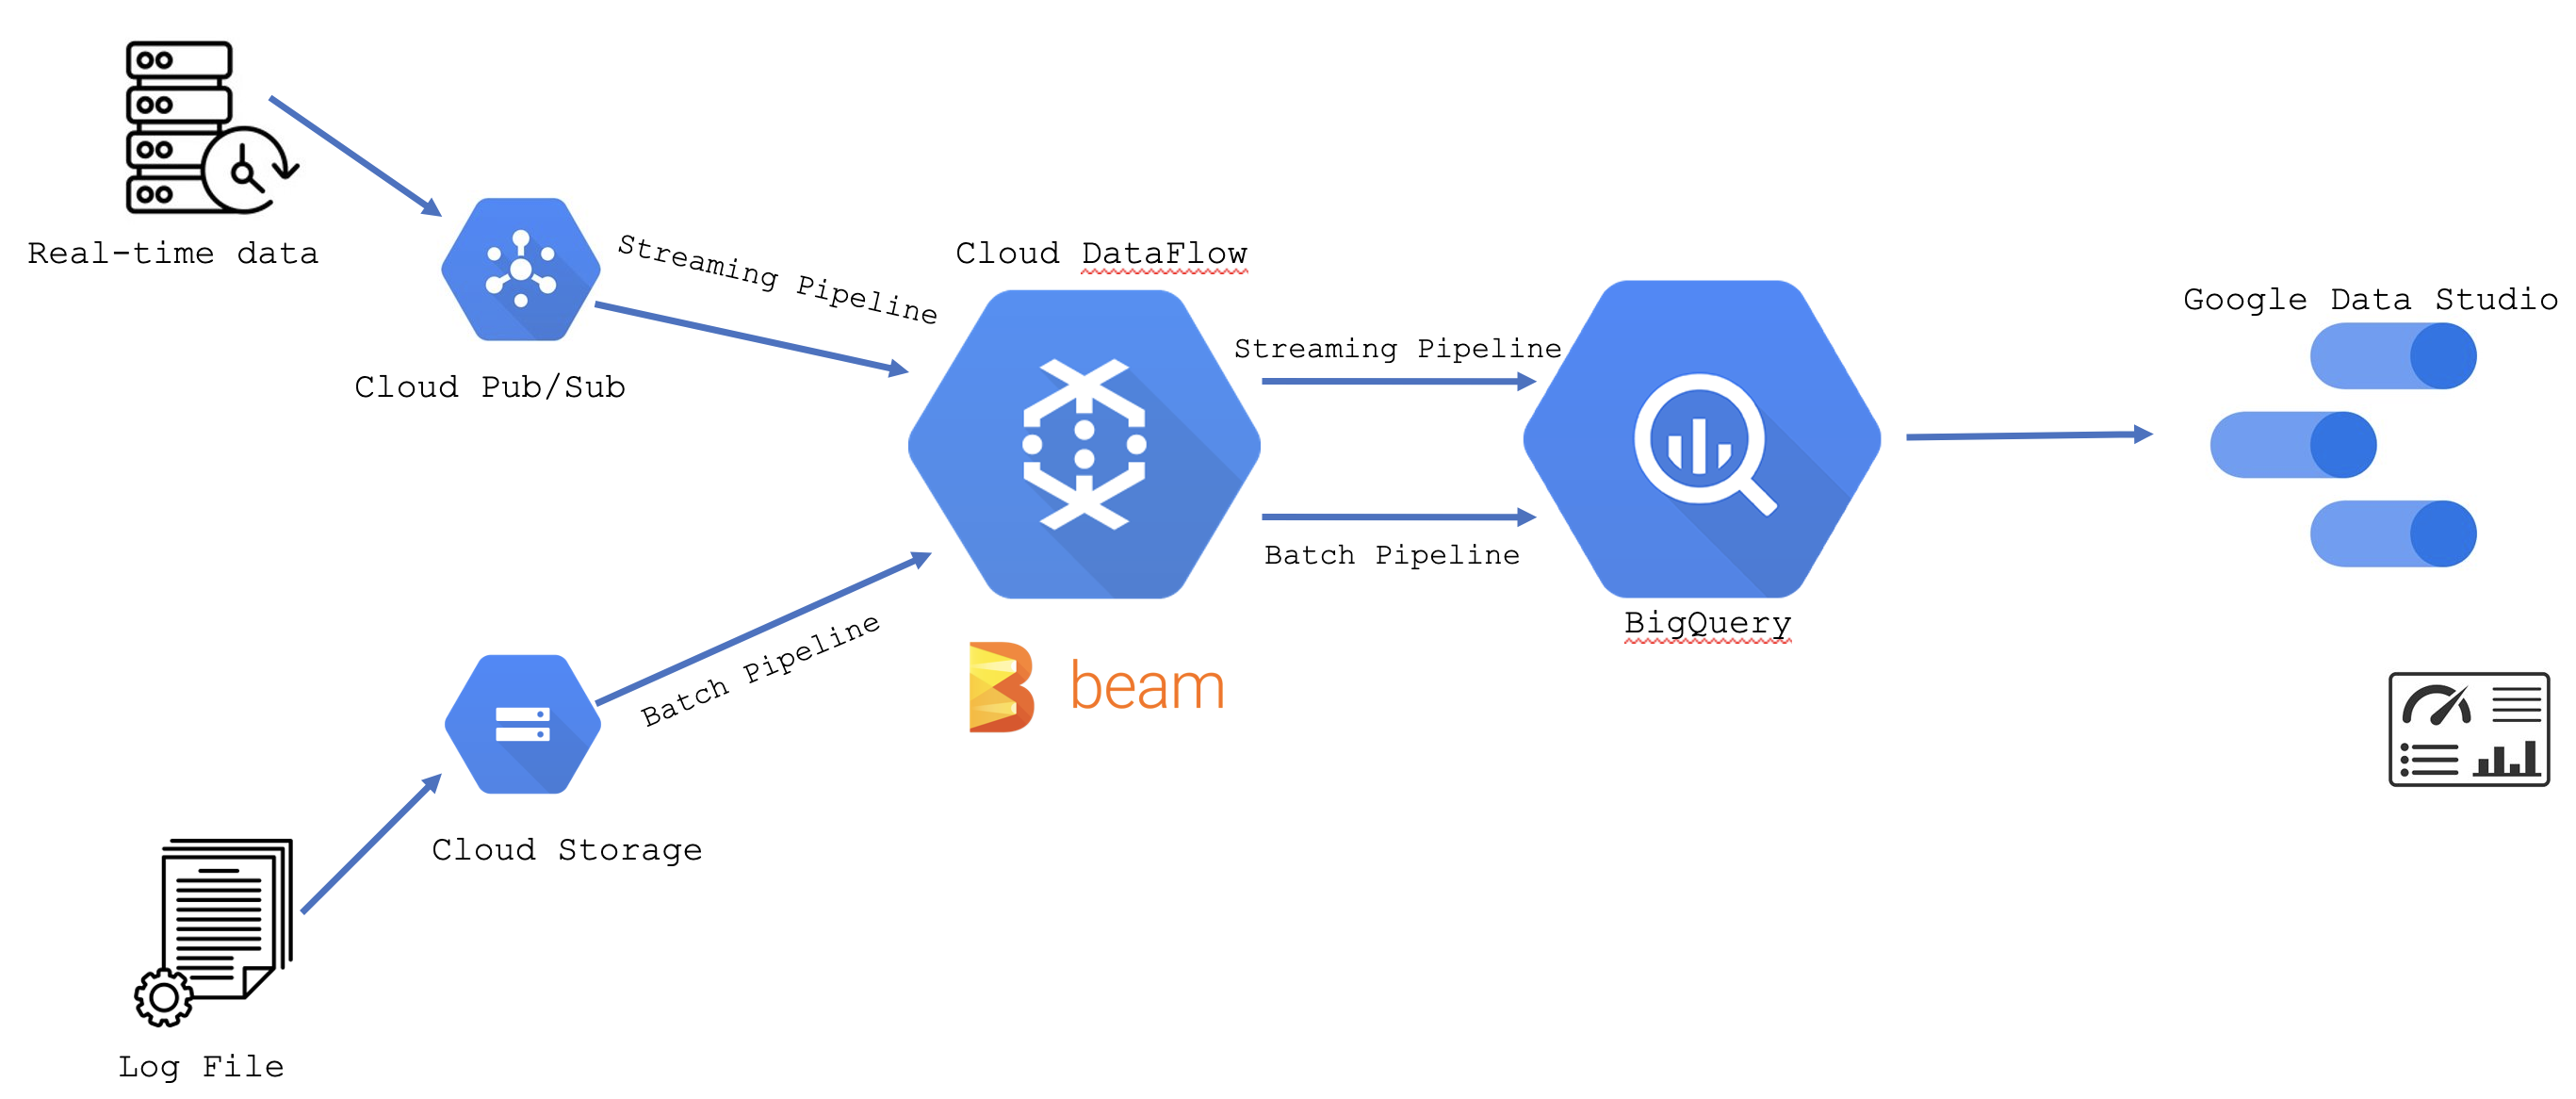 Real-time data
Cloud Pub/Sub
Streaming Pipeline
Cloud DataFlow
Streaming Pipeline
Google Data Studio
Batch Pipeline
BigQuery
Batch Pipeline
beam
Cloud Storage
Log File